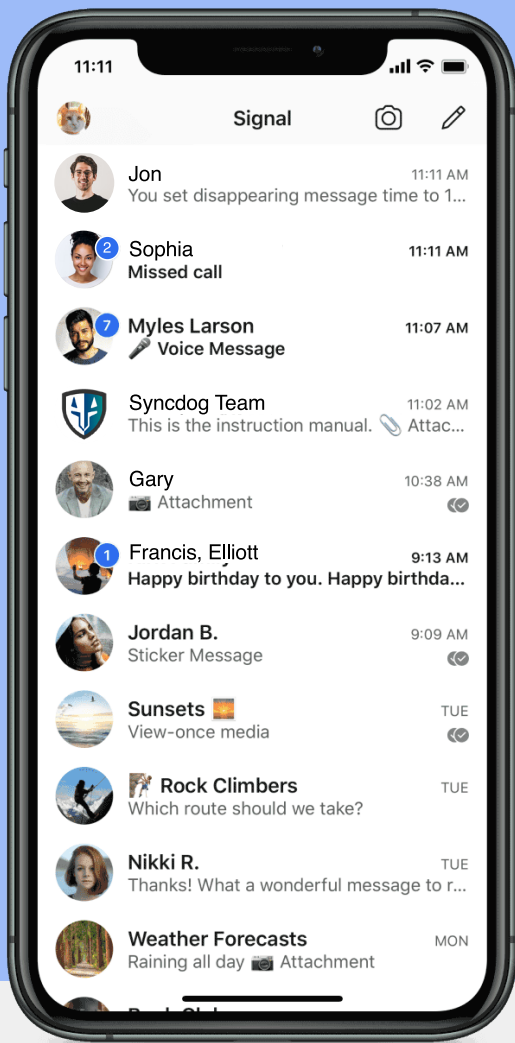 11:11
Signal
Jon 11:11 AM
You set disappearing message time to 1...
2 Sophia 11:11 AM
Missed call
7 Myles Larson 11:07 AM
🎤 Voice Message
Syncdog Team 11:02 AM
This is the instruction manual. 📎 Attac...
Gary 10:38 AM
📷 Attachment
1 Francis, Elliott 9:13 AM
Happy birthday to you. Happy birthda...
Jordan B. 9:09 AM
Sticker Message
Sunsets 🌅 TUE
View-once media
🧗 Rock Climbers TUE
Which route should we take?
Nikki R. TUE
Thanks! What a wonderful message to r...
Weather Forecasts MON
Raining all day 📷 Attachment